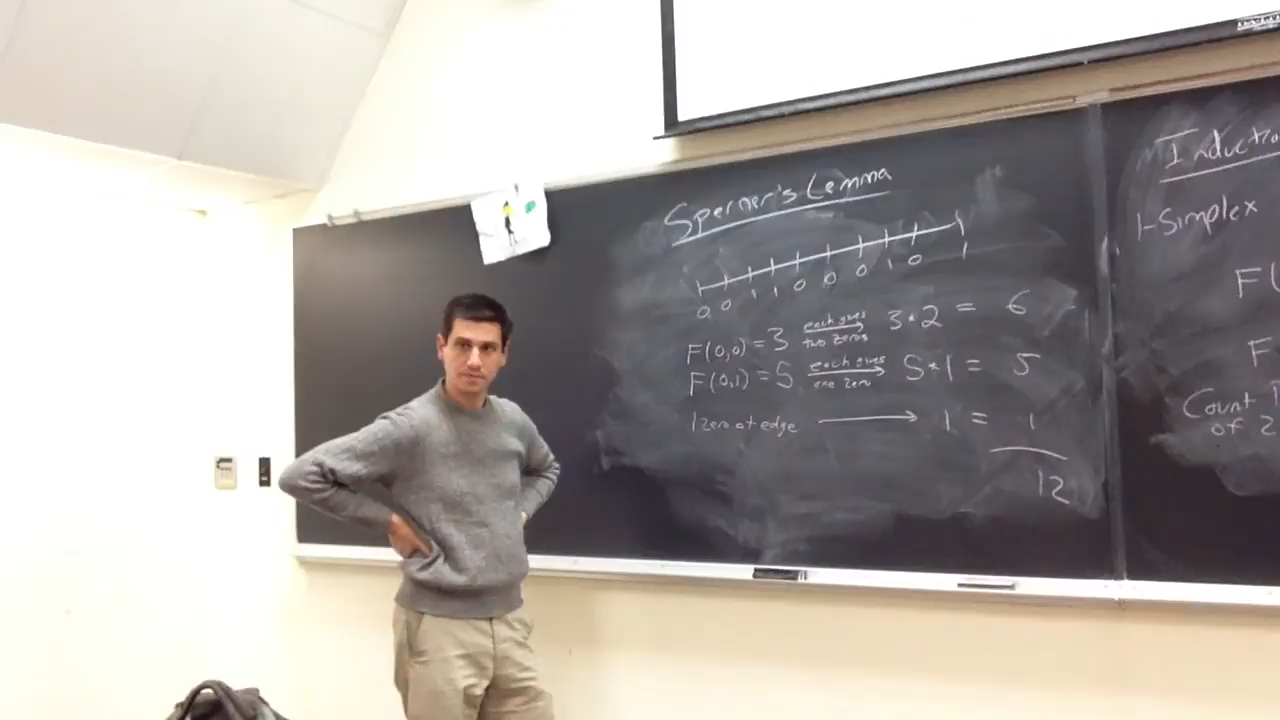 Sperner's Lemma
0 0 1 1 0 0 0 1 0 1
F(0,0) = 3 each gives two zeros 3*2 = 6
F(0,1) = 5 each gives one zero 5*1 = 5
1 zero at edge → 1 = 1
12
Inductio
1-Simplex
F(
F
Count
of 2